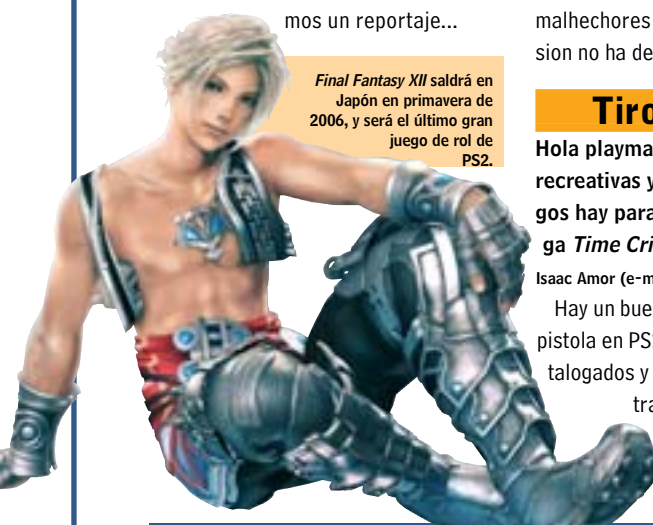 mos un reportaje...
Final Fantasy XII saldrá en
Japón en primavera de
2006, y será el último gran
juego de rol de
PS2.
malhechores
sion no ha de
Tiro
Hola playma
recreativas y
gos hay para
ga Time Cri
Isaac Amor (e-m
Hay un bue
pistola en PS
talogados y
tra